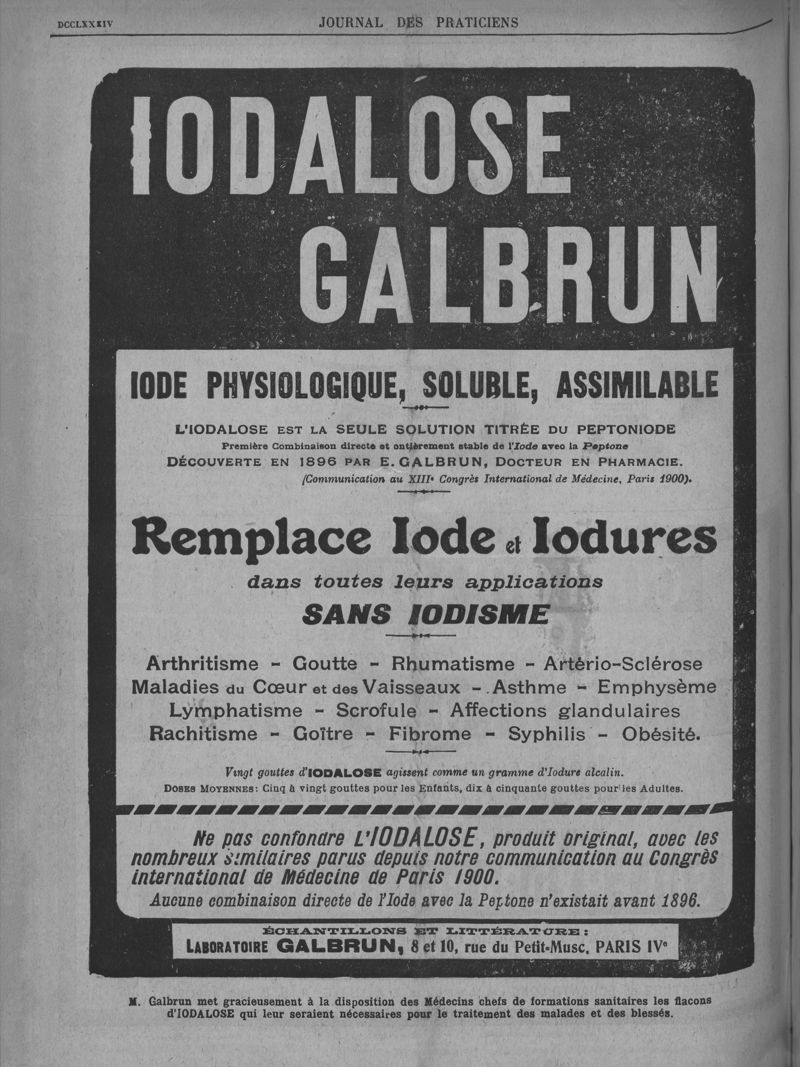 DCCLXXXIV
JOURNAL DES PRATICIENS
IODALOSE
GALBRUN
IODE PHYSIOLOGIQUE, SOLUBLE, ASSIMILABLE
L'IODALOSE EST LA SEULE SOLUTION TITRÉE DU PEPTONIODE
Première Combinaison directe et entièrement stable de l'Iode avec la Peptone
DÉCOUVERTE EN 1896 PAR E. GALBRUN, DOCTEUR EN PHARMACIE.
(Communication au XIIIe Congrès International de Médecine, Paris 1900).
Remplace Iode et Iodures
dans toutes leurs applications
SANS IODISME
Arthritisme - Goutte - Rhumatisme - Artério-Sclérose
Maladies du Cœur et des Vaisseaux - Asthme - Emphysème
Lymphatisme - Scrofule - Affections glandulaires
Rachitisme - Goître - Fibrome - Syphilis - Obésité.
Vingt gouttes d'IODALOSE agissent comme un gramme d'Iodure alcalin.
DOSES MOYENNES: Cinq à vingt gouttes pour les Enfants, dix à cinquante gouttes pour les Adultes.
Ne pas confondre L'IODALOSE, produit original, avec les
nombreux similaires parus depuis notre communication au Congrès
international de Médecine de Paris 1900.
Aucune combinaison directe de l'Iode avec la Peptone n'existait avant 1896.
ÉCHANTILLONS ET LITTÉRATURE:
LABORATOIRE GALBRUN, 8 et 10, rue du Petit-Musc, PARIS IVe
M. Galbrun met gracieusement à la disposition des Médecins chefs de formations sanitaires les flacons
d'IODALOSE qui leur seraient nécessaires pour le traitement des malades et des blessés.